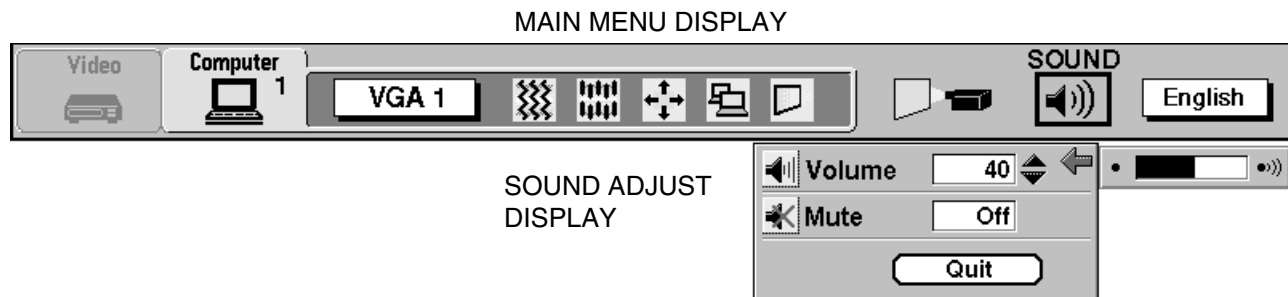 MAIN MENU DISPLAY
Video
Computer
1
VGA 1
SOUND
English
SOUND ADJUST
DISPLAY
Volume
40
Mute
Off
Quit